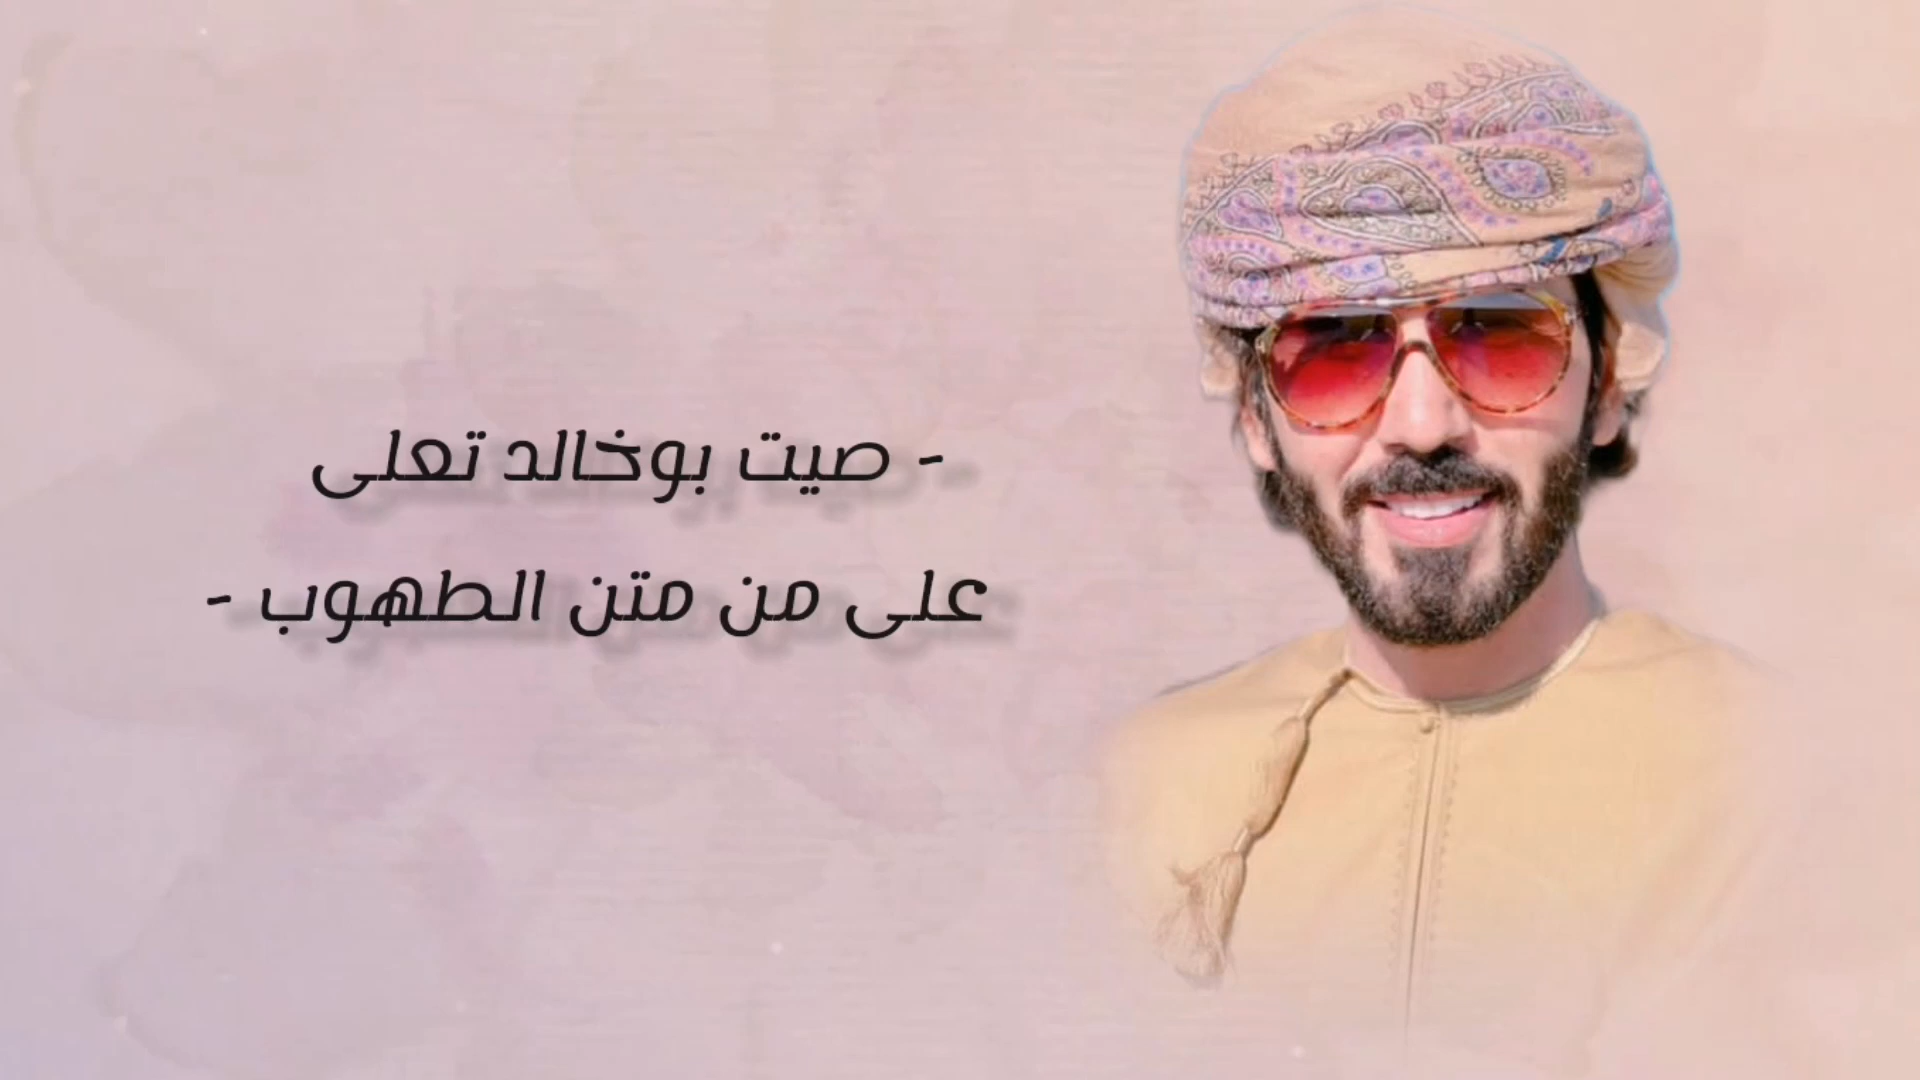 - صيت بوخالد تعلى
على من متن الطهوب -